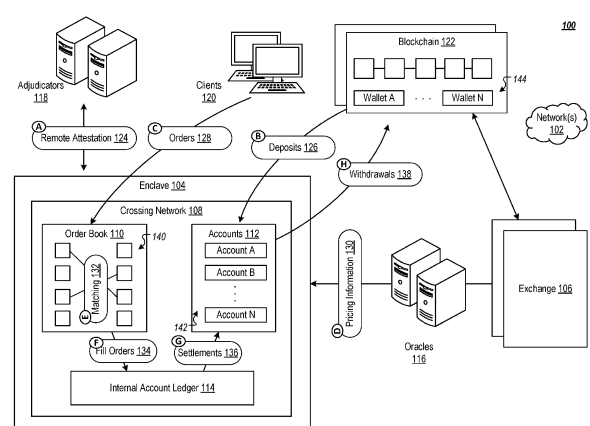 100
Blockchain 122
Wallet A . . . Wallet N
144
Adjudicators
118
Clients
120
Network(s)
102
A
Remote Attestation 124
C
Orders 128
B
Deposits 126
H
Withdrawals 138
Enclave 104
Crossing Network 108
Order Book 110
140
Matching 132
E
Accounts 112
Account A
Account B
Account N
142
Pricing Information 130
D
Oracles
116
Exchange 106
F
Fill Orders 134
G
Settlements 136
Internal Account Ledger 114